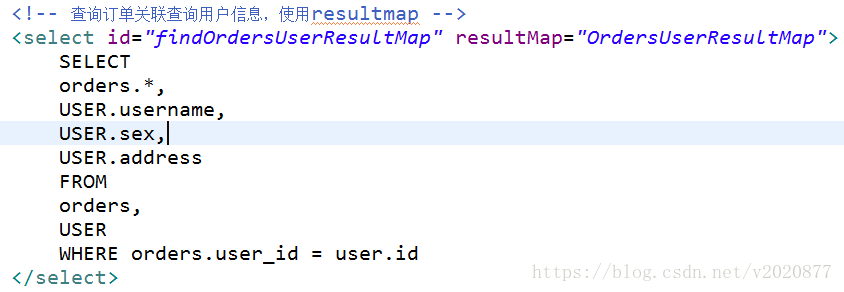 <!-- 查询订单关联查询用户信息，使用resultmap -->
<select id="findOrdersUserResultMap" resultMap="OrdersUserResultMap">
SELECT
orders.*,
USER.username,
USER.sex,
USER.address
FROM
orders,
USER
WHERE orders.user_id = user.id
</select>
https://blog.csdn.net/v2020877